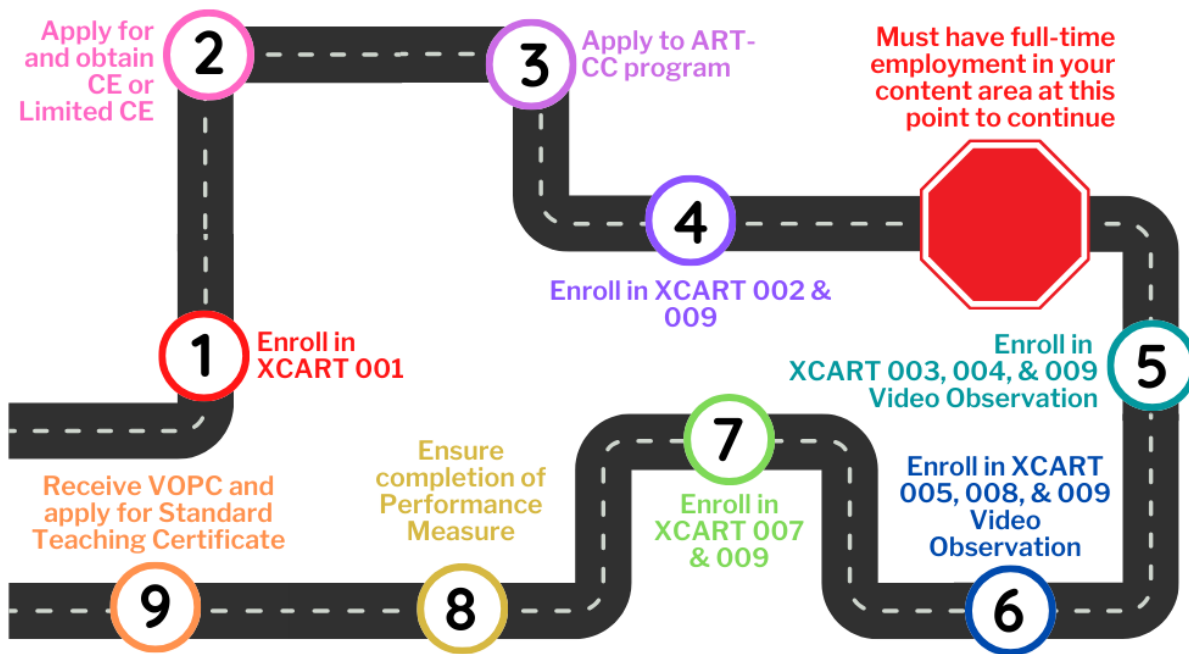 1
Enroll in
XCART 001
2
Apply for
and obtain
CE or
Limited CE
3
Apply to ART-
CC program
4
Enroll in XCART 002 &
009
Must have full-time
employment in your
content area at this
point to continue
5
Enroll in
XCART 003, 004, & 009
Video Observation
6
Enroll in XCART
005, 008, & 009
Video
Observation
7
Enroll in
XCART 007
& 009
8
Ensure
completion of
Performance
Measure
9
Receive VOPC and
apply for Standard
Teaching Certificate